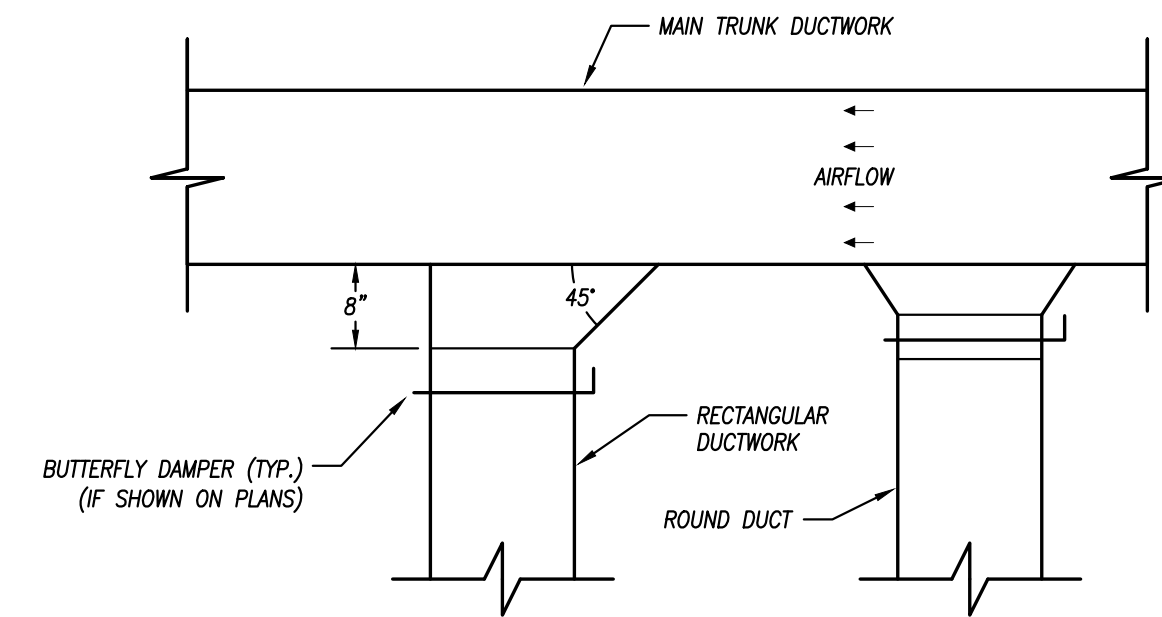 MAIN TRUNK DUCTWORK
AIRFLOW
8"
45°
RECTANGULAR
DUCTWORK
BUTTERFLY DAMPER (TYP.)
(IF SHOWN ON PLANS)
ROUND DUCT